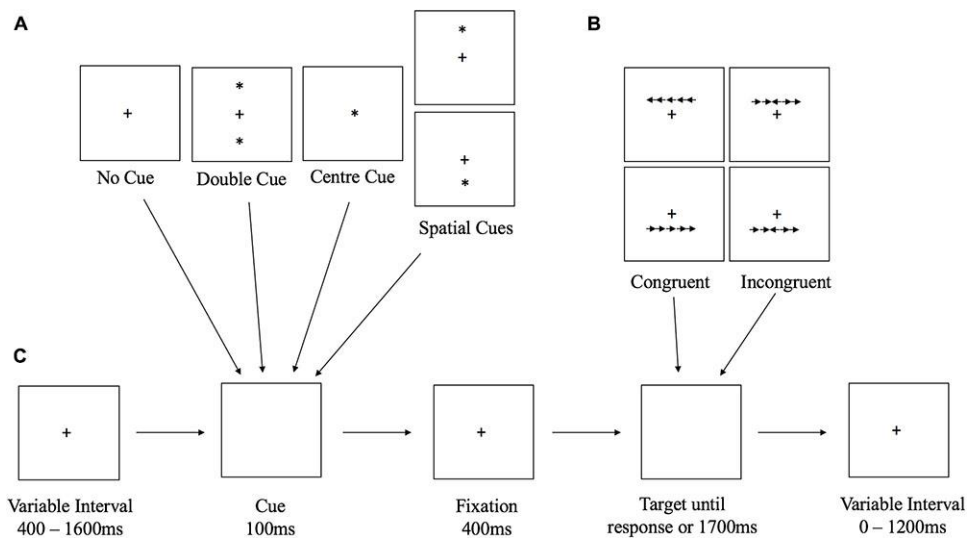 A
B
No Cue
Double Cue
Centre Cue
Spatial Cues
Congruent
Incongruent
C
Variable Interval
400 – 1600ms
Cue
100ms
Fixation
400ms
Target until
response or 1700ms
Variable Interval
0 – 1200ms